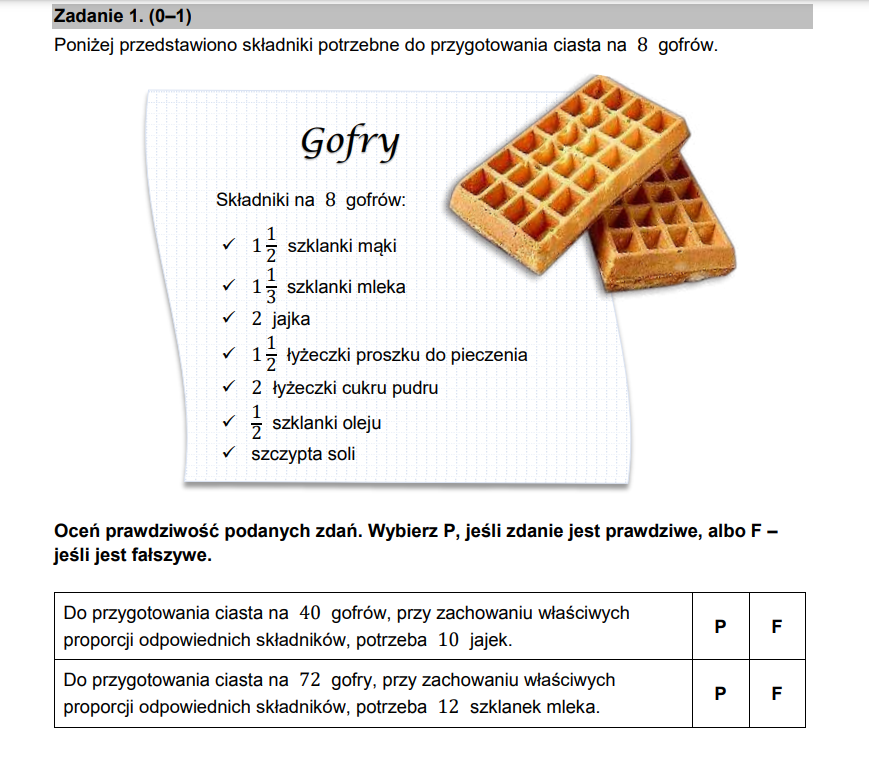 Zadanie 1. (0–1)
Poniżej przedstawiono składniki potrzebne do przygotowania ciasta na 8 gofrów.
Gofry
Składniki na 8 gofrów:
✓ 1 1/2 szklanki mąki
✓ 1 1/3 szklanki mleka
✓ 2 jajka
✓ 1 1/2 łyżeczki proszku do pieczenia
✓ 2 łyżeczki cukru pudru
✓ 1/2 szklanki oleju
✓ szczypta soli
Oceń prawdziwość podanych zdań. Wybierz P, jeśli zdanie jest prawdziwe, albo F –
jeśli jest fałszywe.
Do przygotowania ciasta na 40 gofrów, przy zachowaniu właściwych
proporcji odpowiednich składników, potrzeba 10 jajek.
P F
Do przygotowania ciasta na 72 gofry, przy zachowaniu właściwych
proporcji odpowiednich składników, potrzeba 12 szklanek mleka.
P F